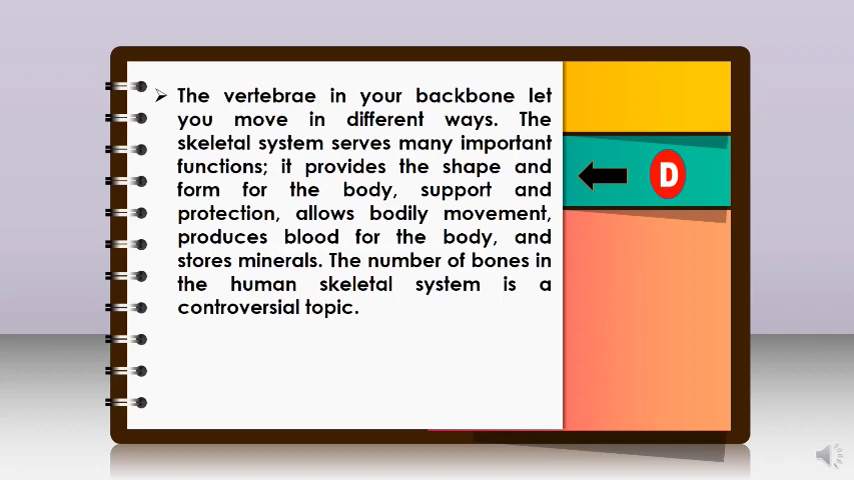 The vertebrae in your backbone let
you move in different ways. The
skeletal system serves many important
functions; it provides the shape and
form for the body, support and
protection, allows bodily movement,
produces blood for the body, and
stores minerals. The number of bones in
the human skeletal system is a
controversial topic.
D